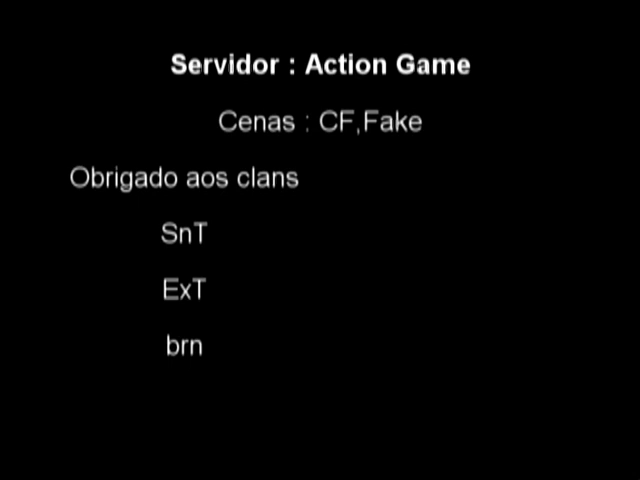 Servidor : Action Game
Cenas : CF,Fake
Obrigado aos clans
SnT
ExT
brn